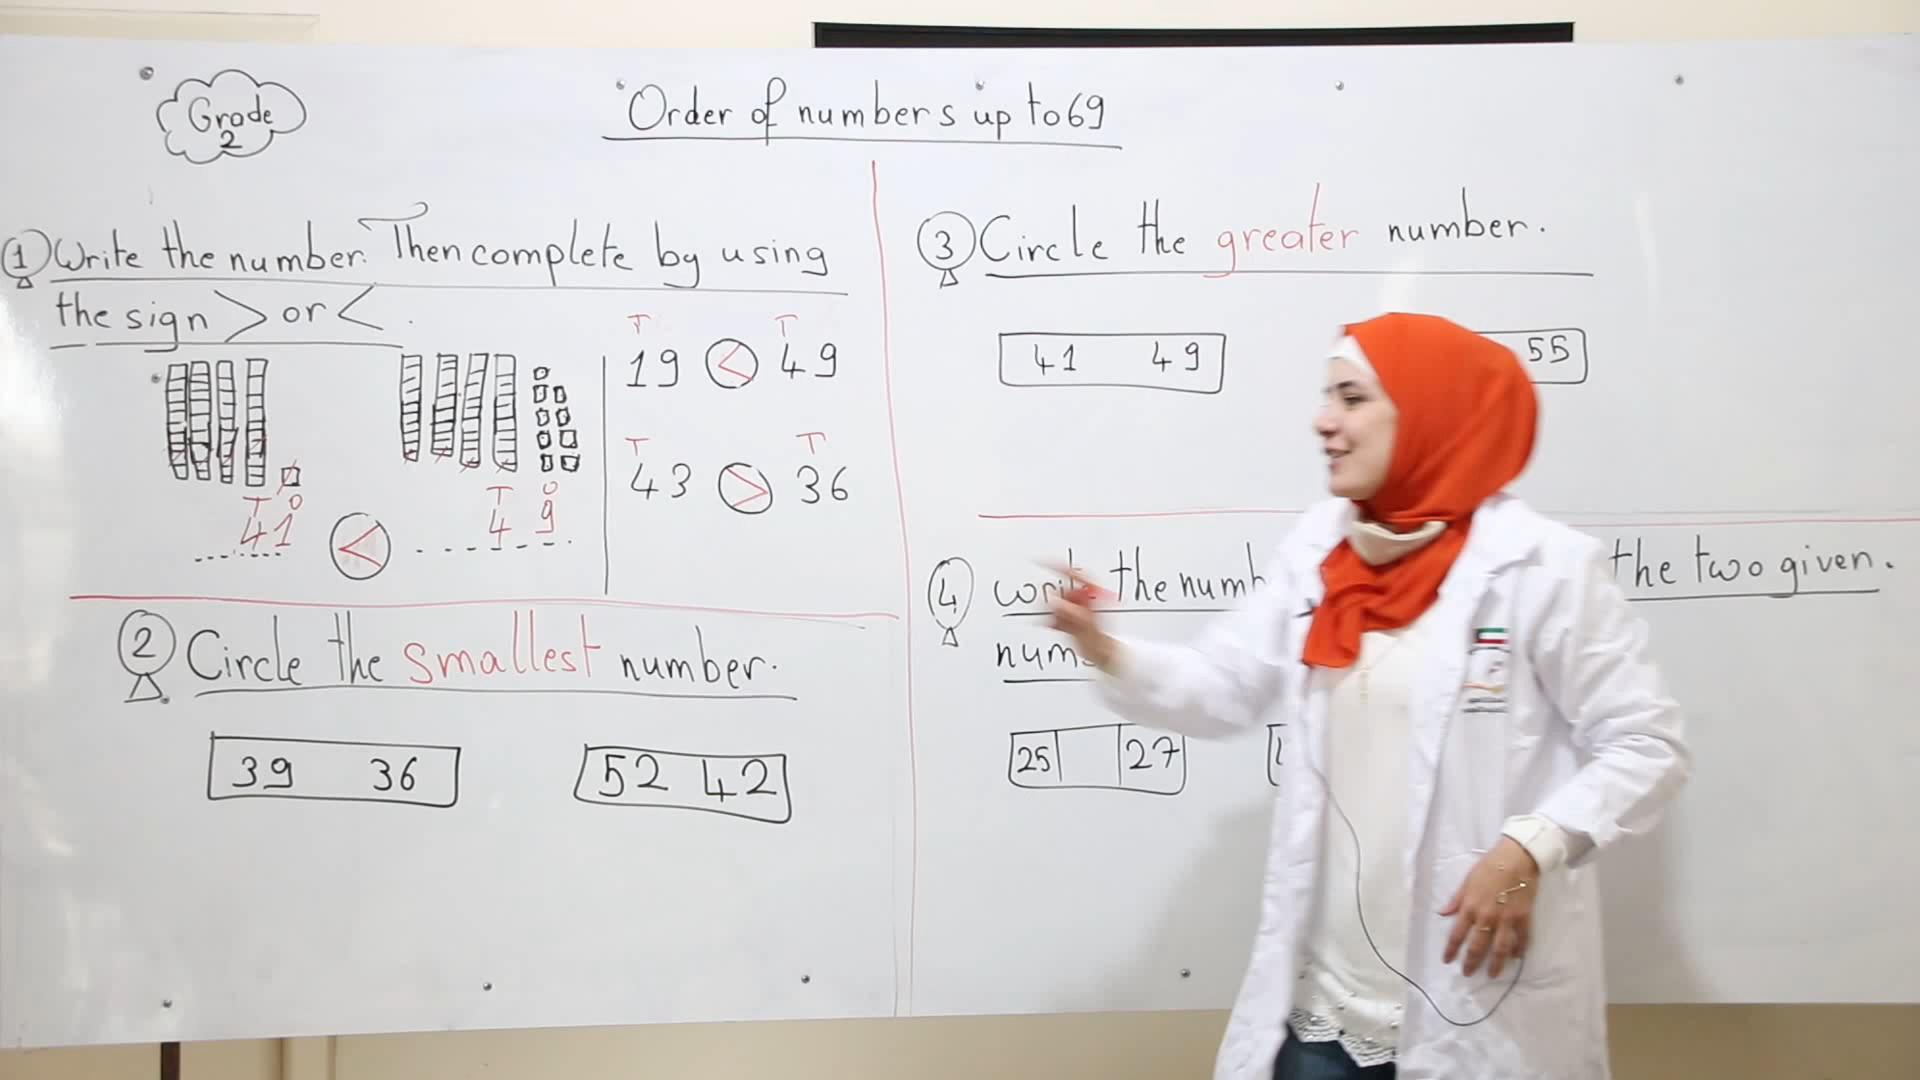 Grade
2
Order of numbers up to 69
1 Write the number. Then complete by using
the sign > or < .
T O
41 < T O
4 9
T T
19 < 49
T T
43 > 36
2 Circle the smallest number.
39 36
52 42
3 Circle the greater number.
41 49
55
4 write the
the two given.
25 27